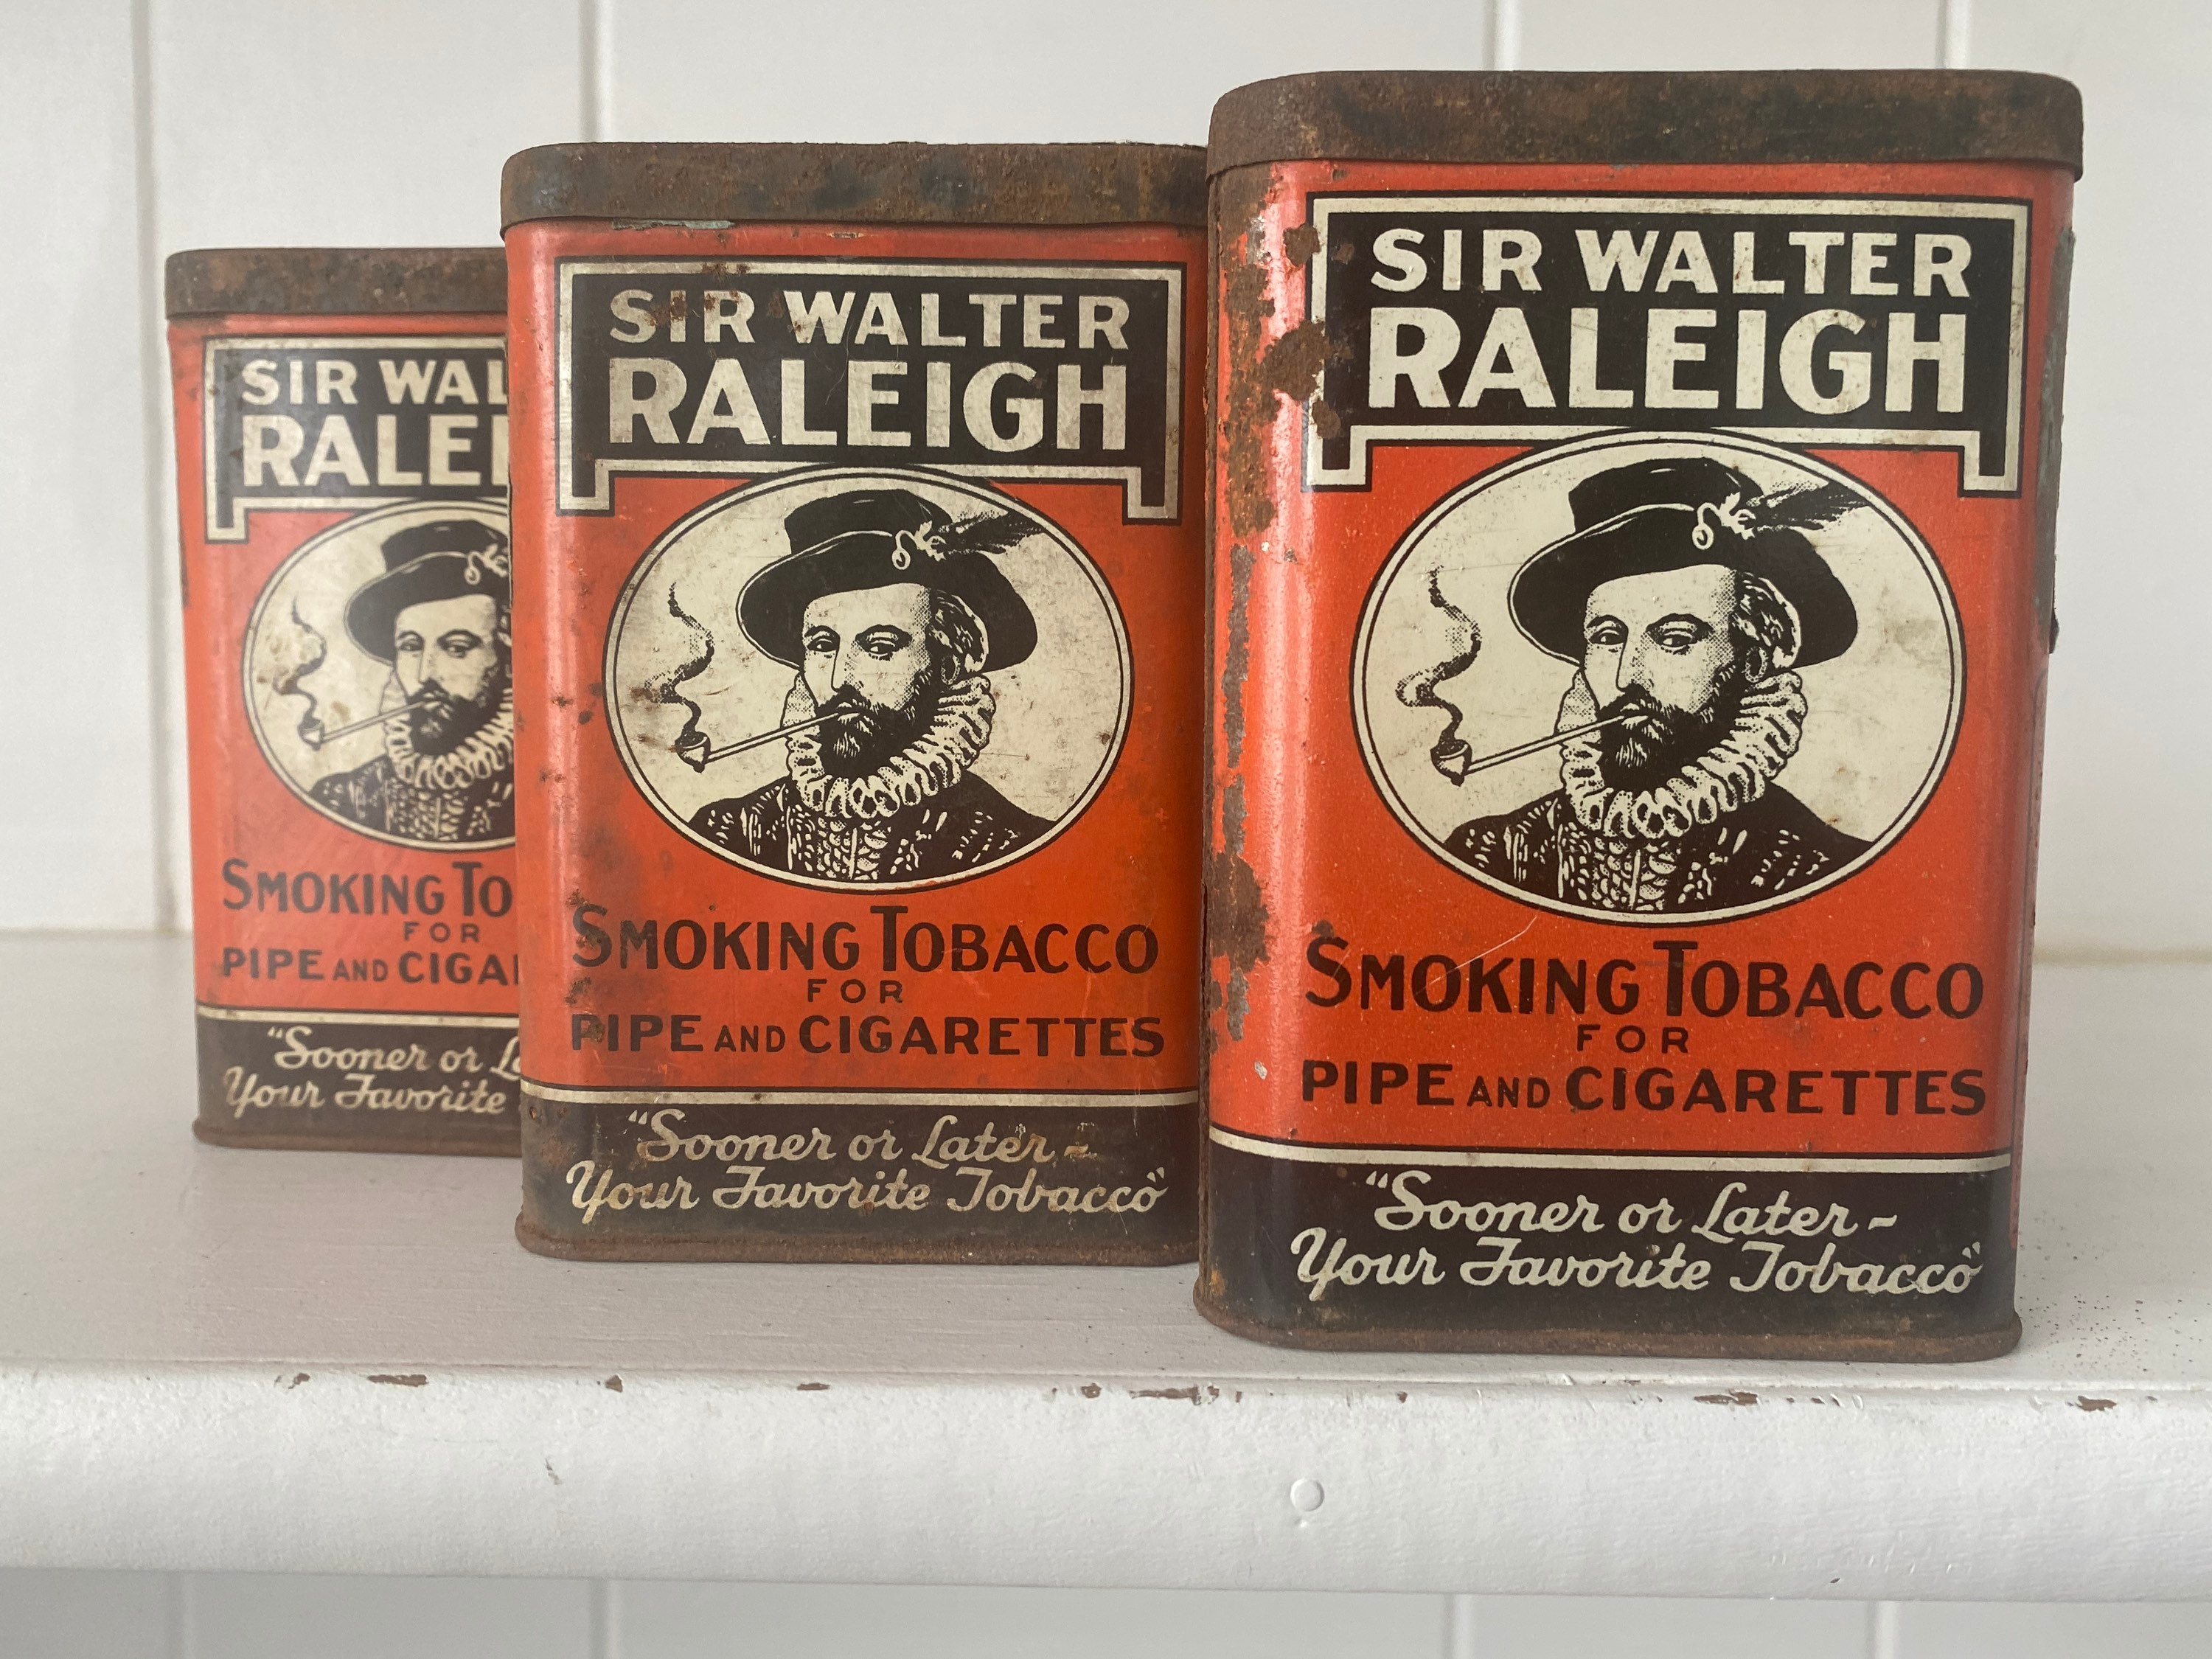 SIR WAL
RALEI
SMOKING TO
FOR
PIPE AND CIGAR
"Sooner or La
Your Favorite
SIR WALTER
RALEIGH
SMOKING TOBACCO
FOR
PIPE AND CIGARETTES
"Sooner or Later-
Your Favorite Tobacco"
SIR WALTER
RALEIGH
SMOKING TOBACCO
FOR
PIPE AND CIGARETTES
"Sooner or Later-
Your Favorite Tobacco"